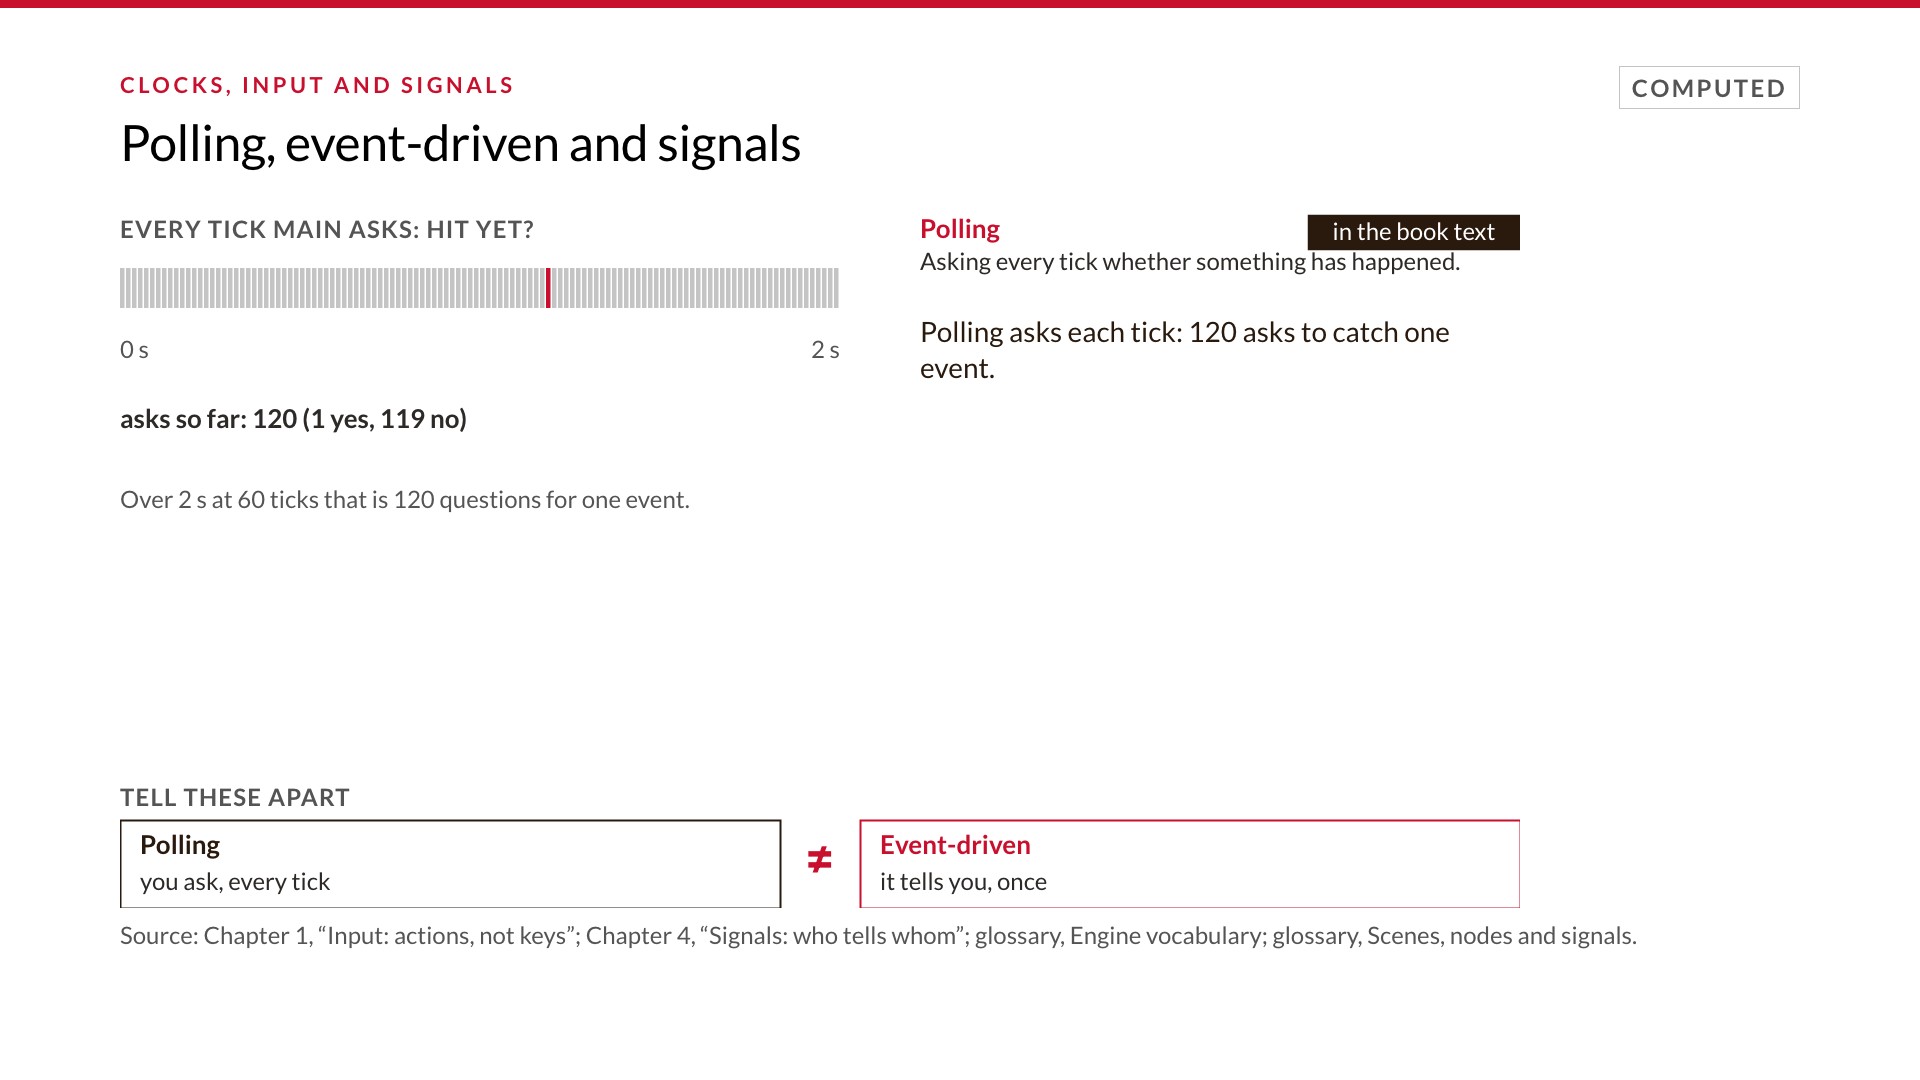 CLOCKS, INPUT AND SIGNALS
COMPUTED
Polling, event-driven and signals
EVERY TICK MAIN ASKS: HIT YET?
0 s
2 s
asks so far: 120 (1 yes, 119 no)
Over 2 s at 60 ticks that is 120 questions for one event.
Polling
in the book text
Asking every tick whether something has happened.
Polling asks each tick: 120 asks to catch one
event.
TELL THESE APART
Polling
you ask, every tick
≠
Event-driven
it tells you, once
Source: Chapter 1, “Input: actions, not keys”; Chapter 4, “Signals: who tells whom”; glossary, Engine vocabulary; glossary, Scenes, nodes and signals.